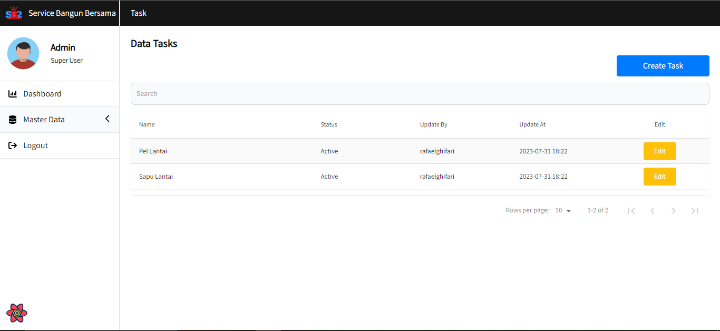 SB2 Service Bangun Bersama
Task
Admin
Super User
Dashboard
Master Data
Logout
Data Tasks
Create Task
Search
Name Status Update By Update At Edit
Pel Lantai Active rafaelghifari 2023-07-31 18:22 Edit
Sapu Lantai Active rafaelghifari 2023-07-31 18:22 Edit
Rows per page: 10 1-2 of 2